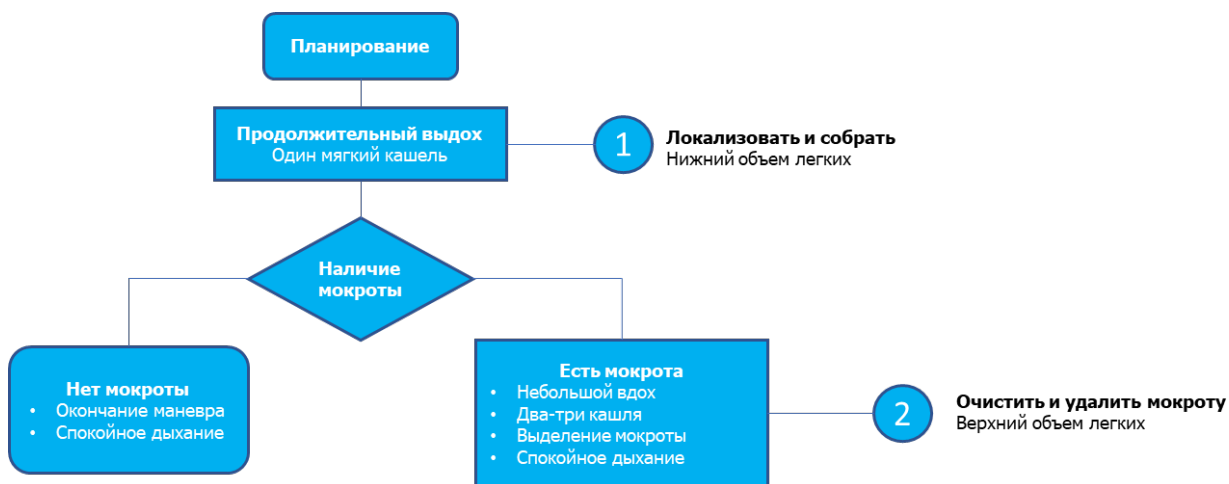 Планирование
Продолжительный выдох
Один мягкий кашель
1
Локализовать и собрать
Нижний объем легких
Наличие
мокроты
Нет мокроты
• Окончание маневра
• Спокойное дыхание
Есть мокрота
• Небольшой вдох
• Два-три кашля
• Выделение мокроты
• Спокойное дыхание
2
Очистить и удалить мокроту
Верхний объем легких